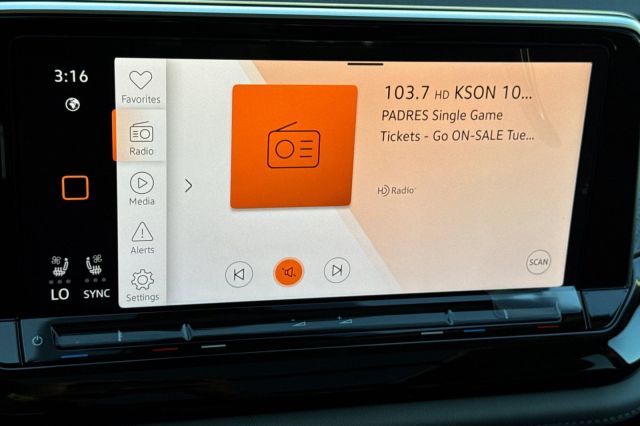 3:16
Favorites
Radio
Media
Alerts
Settings
LO
SYNC
103.7 HD KSON 10...
PADRES Single Game
Tickets - Go ON-SALE Tue...
HD Radio
SCAN